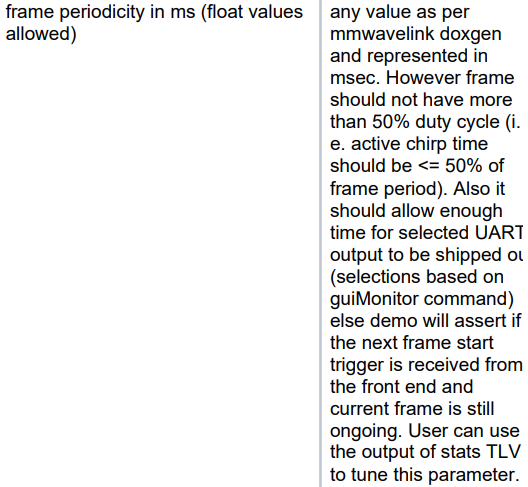 frame periodicity in ms (float values
allowed)
any value as per
mmwavelink doxgen
and represented in
msec. However frame
should not have more
than 50% duty cycle (i.
e. active chirp time
should be <= 50% of
frame period). Also it
should allow enough
time for selected UART
output to be shipped ou
(selections based on
guiMonitor command)
else demo will assert if
the next frame start
trigger is received from
the front end and
current frame is still
ongoing. User can use
the output of stats TLV
to tune this parameter.